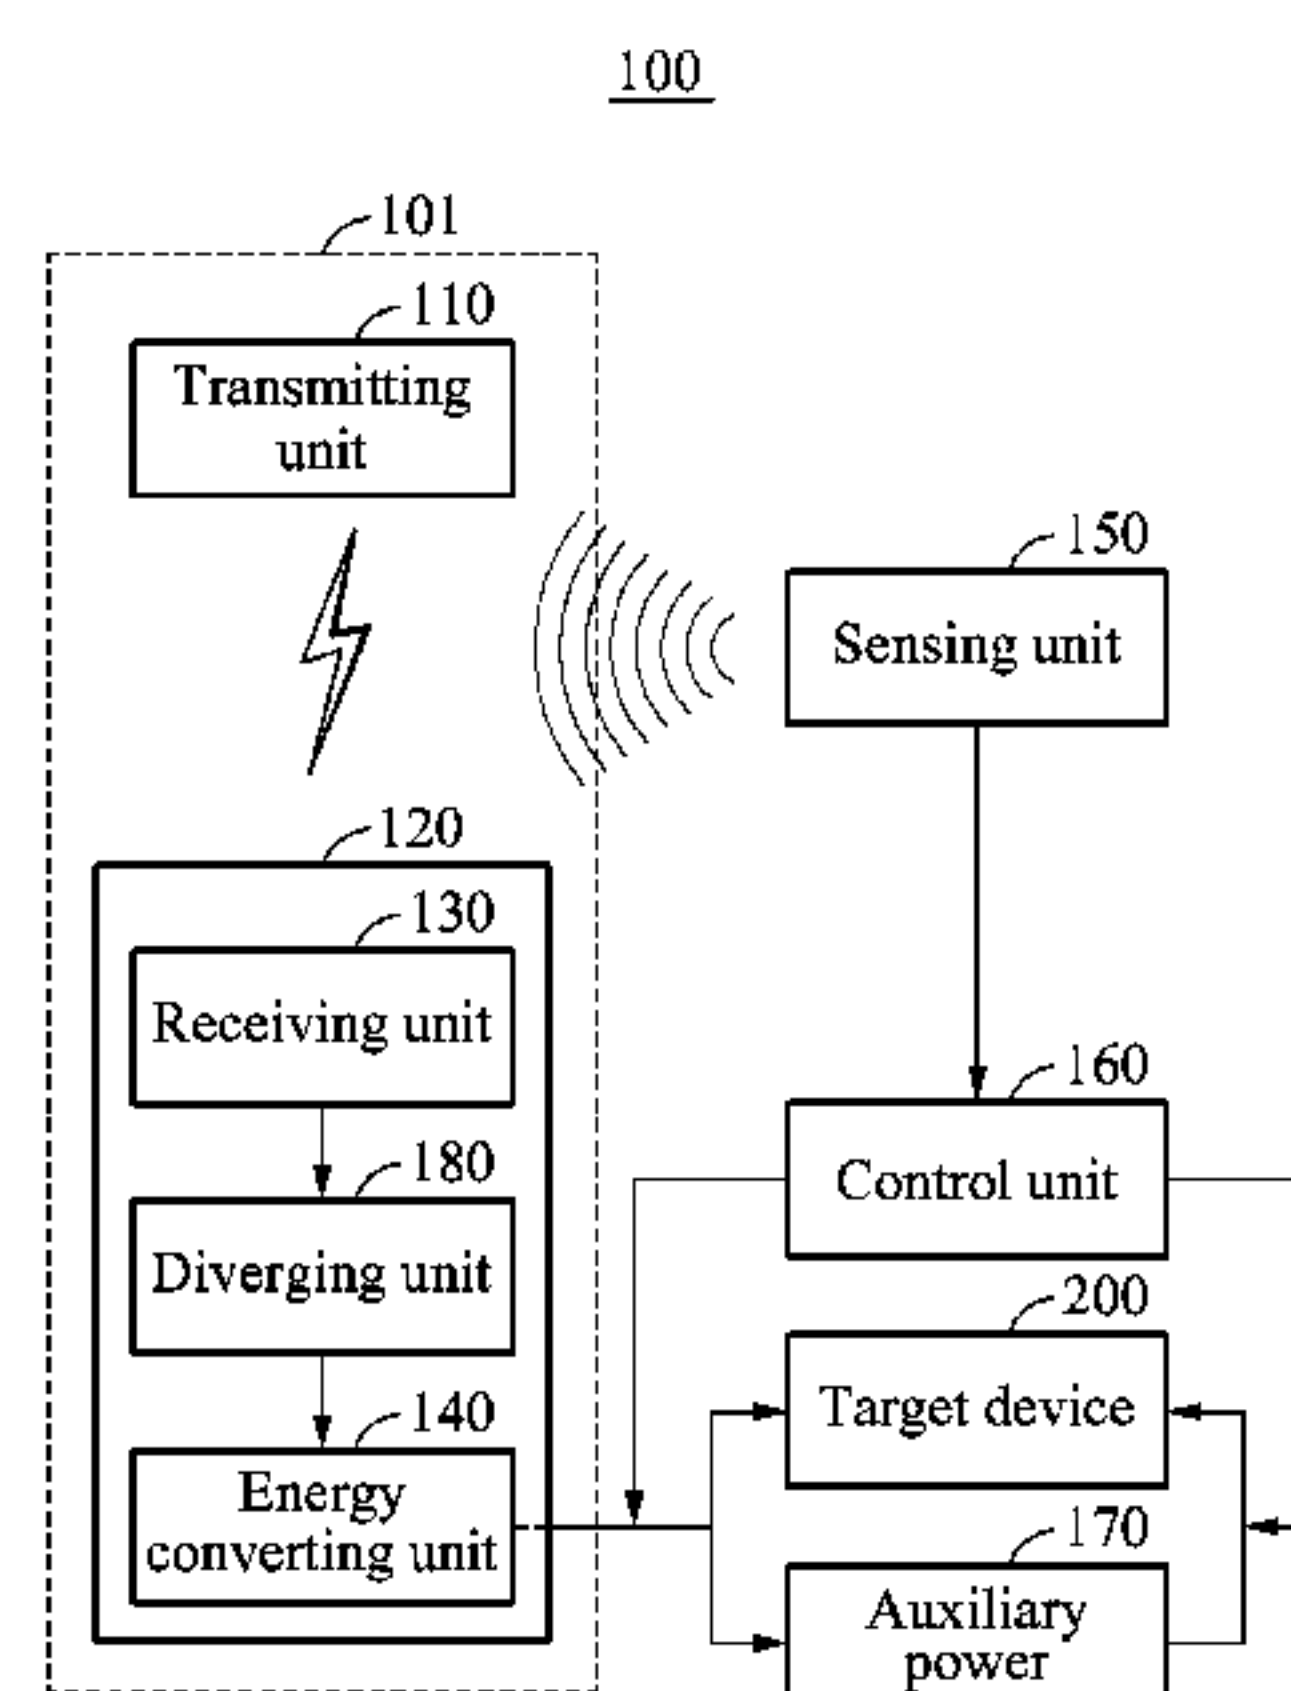 100
101
110
Transmitting
unit
150
Sensing unit
120
130
Receiving unit
160
Control unit
180
Diverging unit
200
Target device
140
Energy
converting unit
170
Auxiliary
power